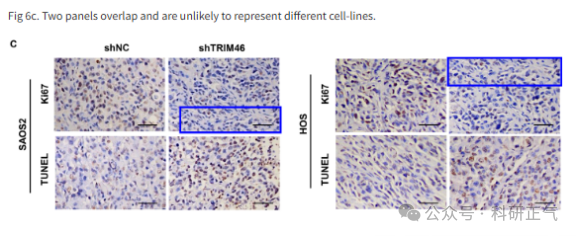 Fig 6c. Two panels overlap and are unlikely to represent different cell-lines.
C
shNC shTRIM46
SAOS2
Ki67
TUNEL
HOS
Ki67
TUNEL
公众号 · 科研正气